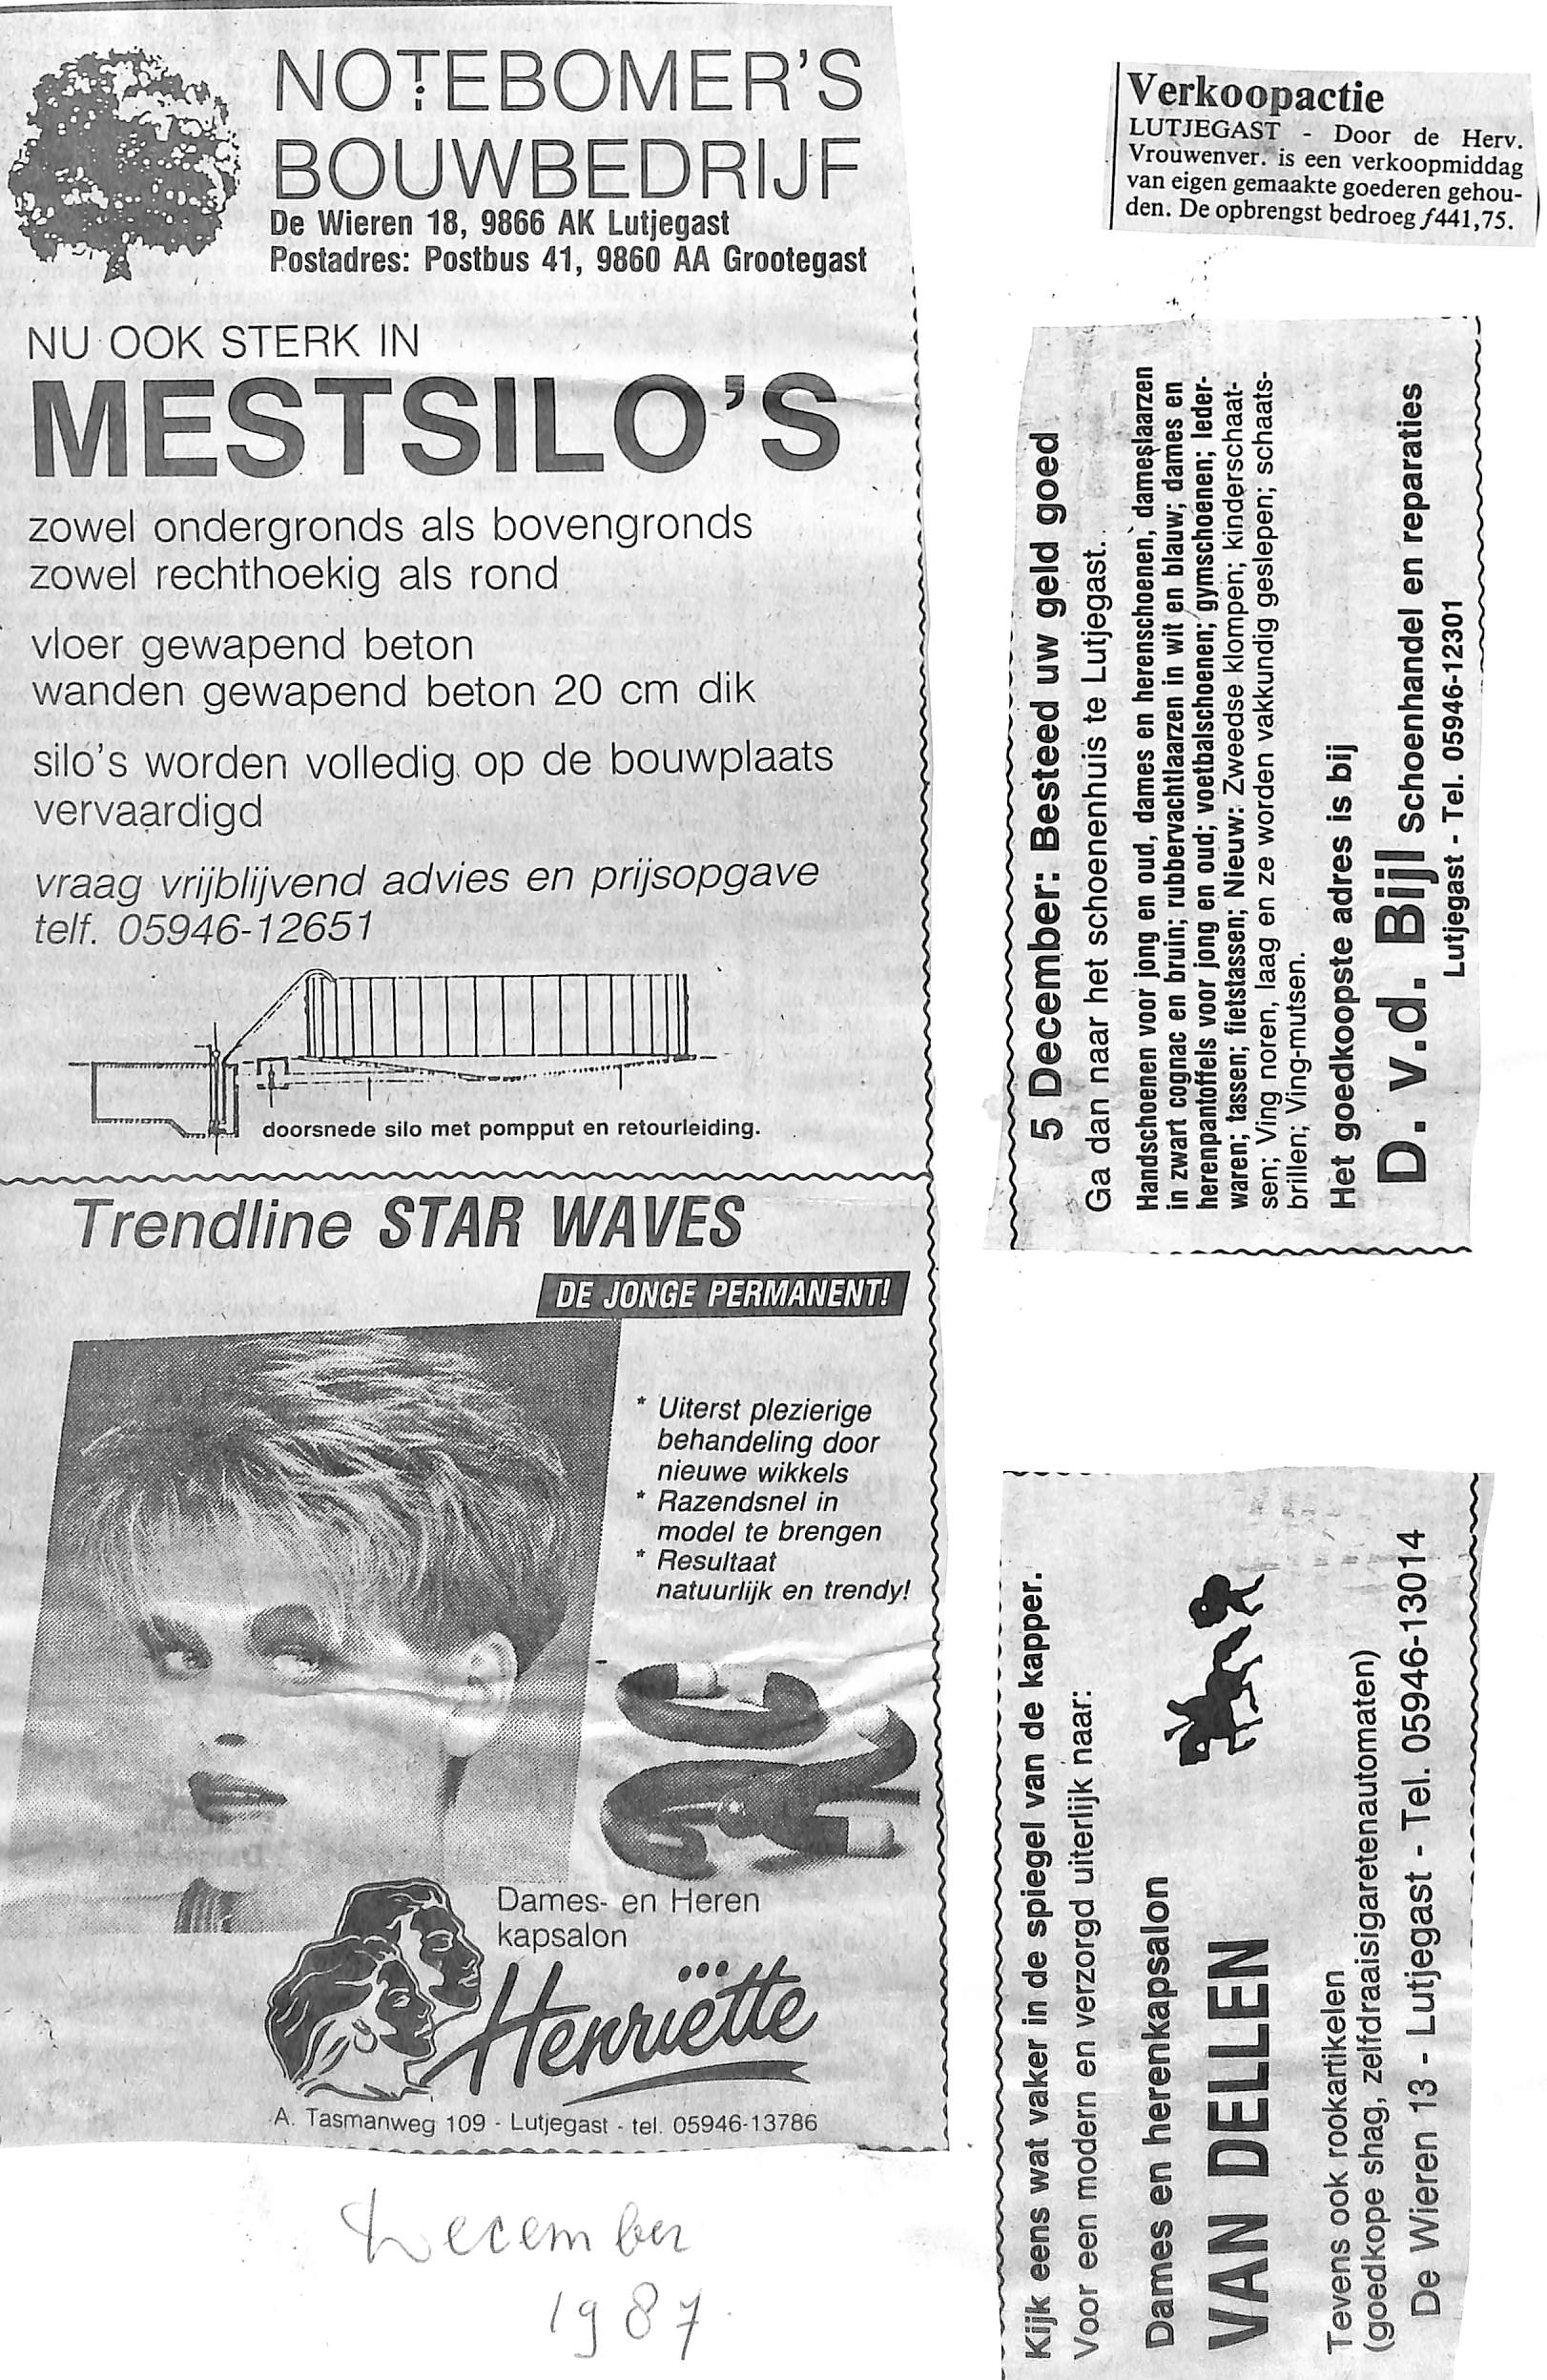 NOTEBOMER'S
BOUWBEDRIJF
De Wieren 18, 9866 AK Lutjegast
Postadres: Postbus 41, 9860 AA Grootegast
NU OOK STERK IN
MESTSILO'S
zowel ondergronds als bovengronds
zowel rechthoekig als rond
vloer gewapend beton
wanden gewapend beton 20 cm dik
silo's worden volledig op de bouwplaats
vervaardigd
vraag vrijblijvend advies en prijsopgave
telf. 05946-12651
doorsnede silo met pompput en retourleiding.
Trendline STAR WAVES
DE JONGE PERMANENT!
* Uiterst plezierige
behandeling door
nieuwe wikkels
* Razendsnel in
model te brengen
* Resultaat
natuurlijk en trendy!
Dames- en Heren
kapsalon
Henriëtte
A. Tasmanweg 109 - Lutjegast - tel. 05946-13786
December
1987
Verkoopactie
LUTJEGAST - Door de Herv.
Vrouwenver. is een verkoopmiddag
van eigen gemaakte goederen gehou-
den. De opbrengst bedroeg ƒ441,75.
5 December: Besteed uw geld goed
Ga dan naar het schoenenhuis te Lutjegast.
Handschoenen voor jong en oud, dames en herenschoenen, dameslaarzen
in zwart cognac en bruin; rubbervachtlaarzen in wit en blauw; dames en
herenpantoffels voor jong en oud; voetbalschoenen; gymschoenen; leder-
waren; tassen; fietstassen; Nieuw: Zweedse klompen; kinderschaat-
sen; Ving noren, laag en ze worden vakkundig geslepen; schaats-
brillen; Ving-mutsen.
Het goedkoopste adres is bij
D. v.d. Bijl Schoenhandel en reparaties
Lutjegast - Tel. 05946-12301
Kijk eens wat vaker in de spiegel van de kapper.
Voor een modern en verzorgd uiterlijk naar:
Dames en herenkapsalon
VAN DELLEN
Tevens ook rookartikelen
(goedkope shag, zelfdraaisigaretenautomaten)
De Wieren 13 - Lutjegast - Tel. 05946-13014